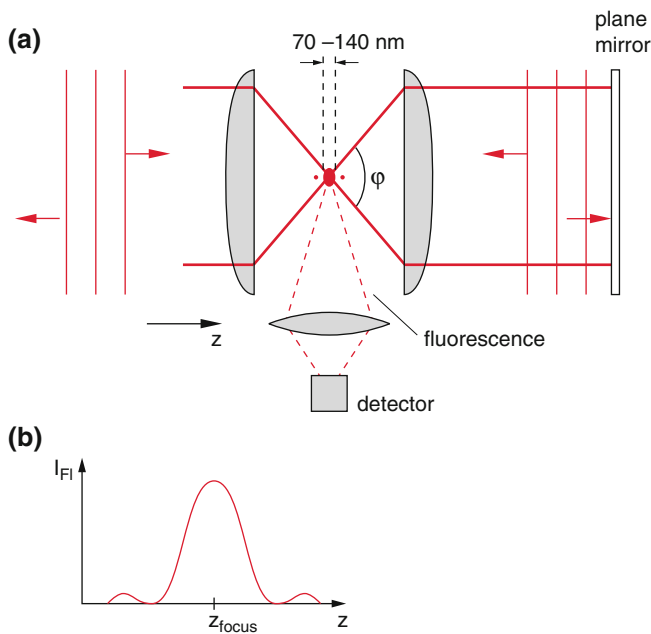 (a)
70 –140 nm
plane
mirror
φ
z
fluorescence
detector
(b)
I_Fl
z_focus
z